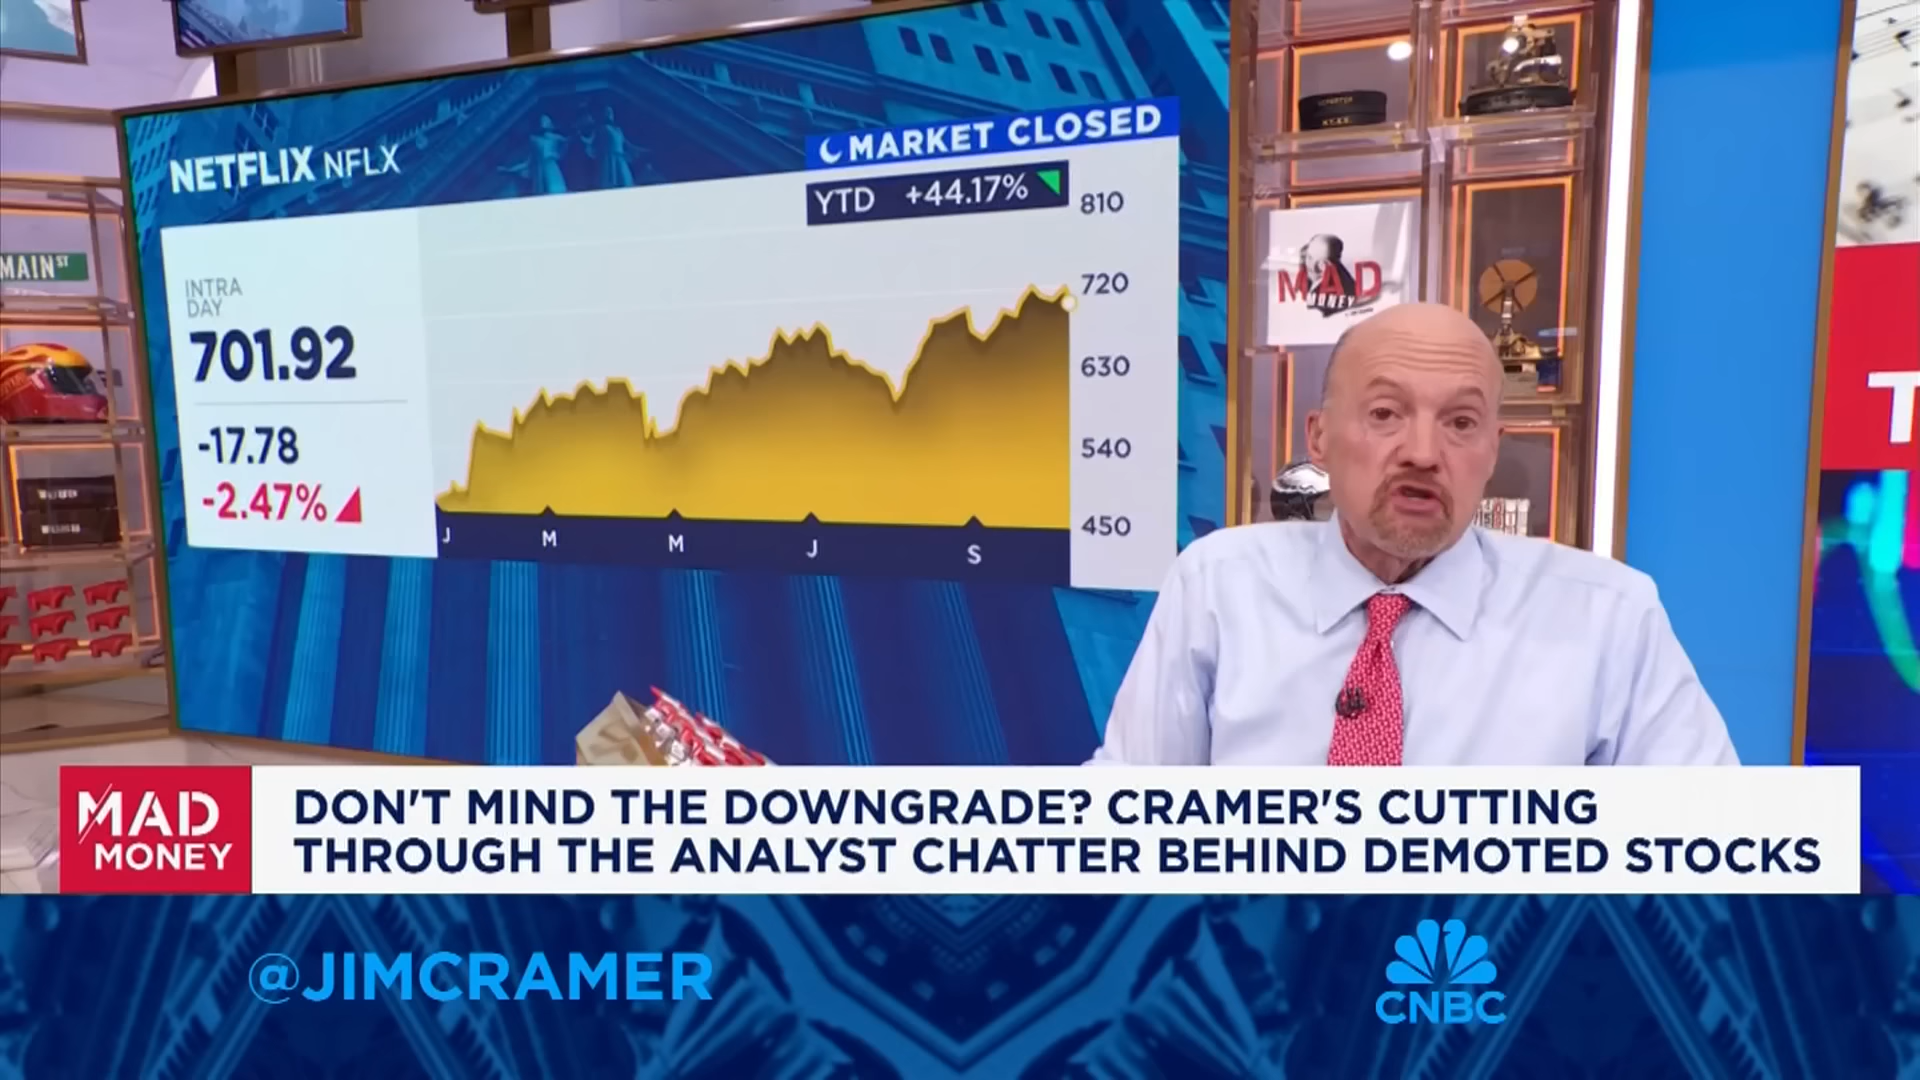 NETFLIX NFLX
MARKET CLOSED
YTD +44.17%
INTRA
DAY
701.92
-17.78
-2.47%
810
720
630
540
450
J M M J S
MAIN ST
MAD
MONEY
T
MAD
MONEY
DON'T MIND THE DOWNGRADE? CRAMER'S CUTTING
THROUGH THE ANALYST CHATTER BEHIND DEMOTED STOCKS
@JIMCRAMER
CNBC